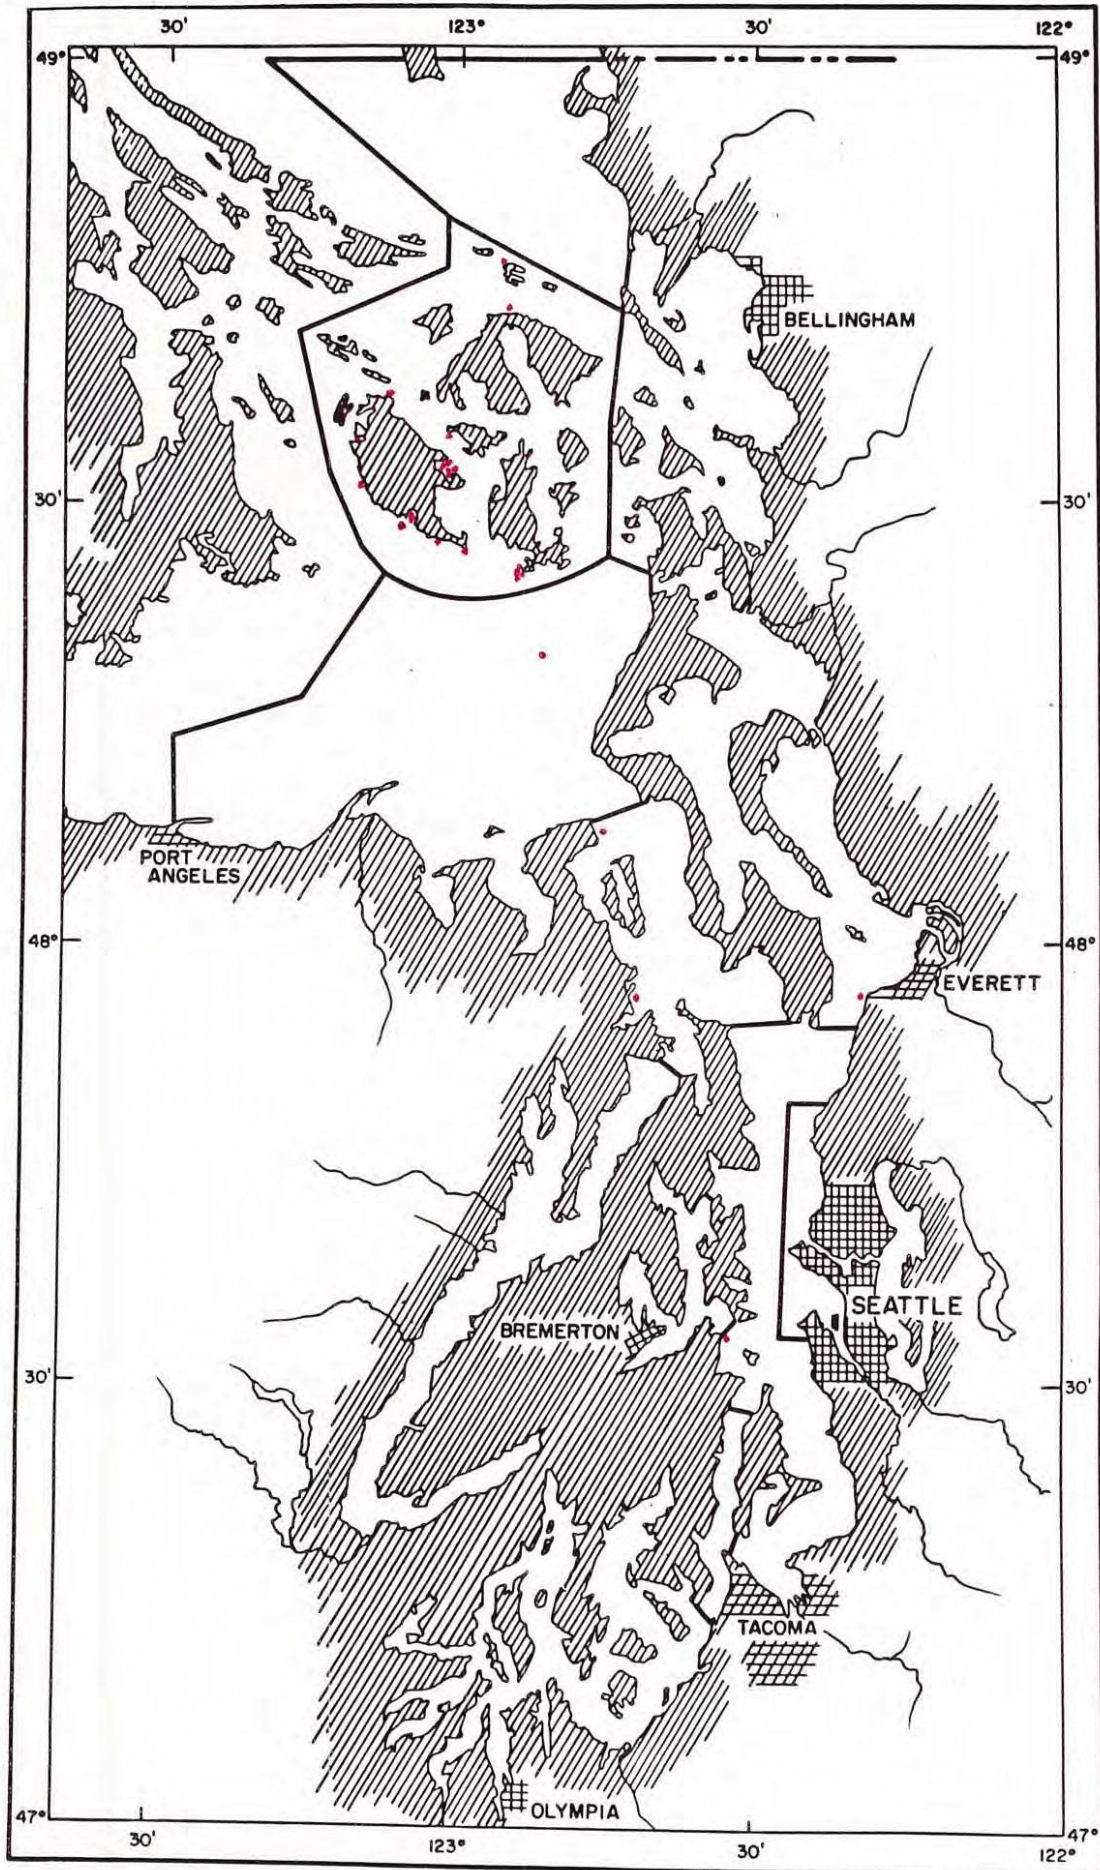 30'
123°
30'
122°
49°
49°
BELLINGHAM
30'
30'
PORT
ANGELES
48°
48°
EVERETT
SEATTLE
BREMERTON
30'
30'
TACOMA
OLYMPIA
47°
47°
30'
123°
30'
122°